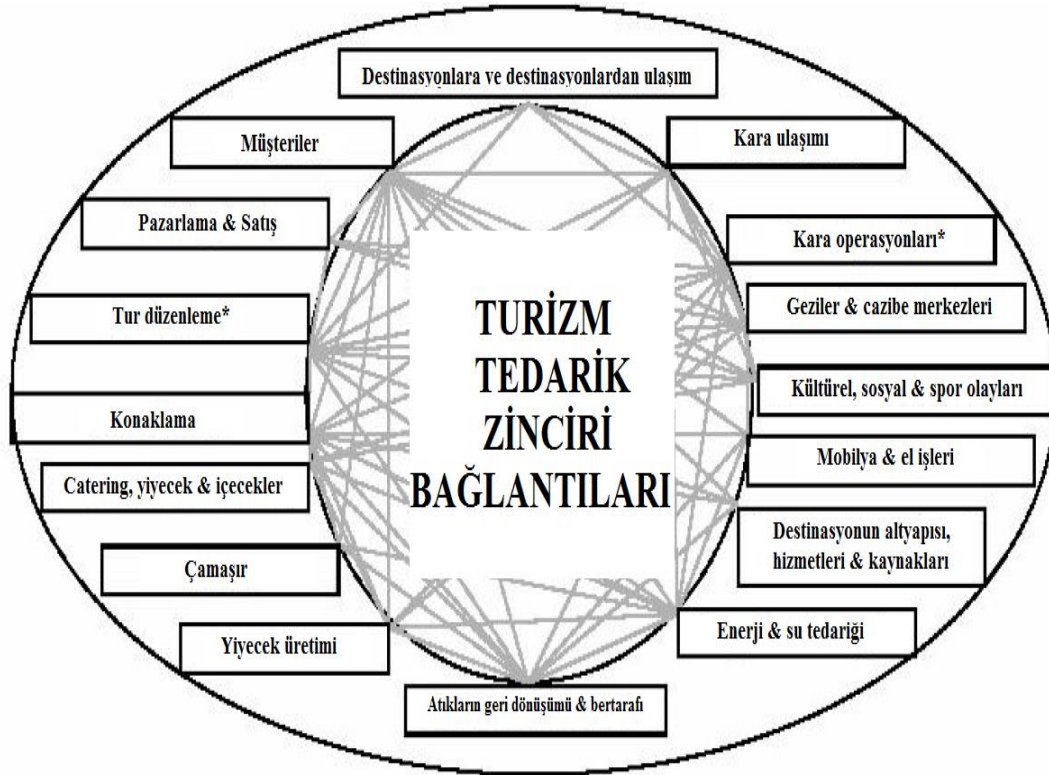 Destinasyonlara ve destinasyonlardan ulaşım
Müşteriler
Kara ulaşımı
Pazarlama & Satış
Kara operasyonları*
Tur düzenleme*
Geziler & cazibe merkezleri
Konaklama
Kültürel, sosyal & spor olayları
Catering, yiyecek & içecekler
Mobilya & el işleri
Çamaşır
Destinasyonun altyapısı,
hizmetleri & kaynakları
Yiyecek üretimi
Enerji & su tedariği
Atıkların geri dönüşümü & bertarafı
TURİZM
TEDARİK
ZİNCİRİ
BAĞLANTILARI